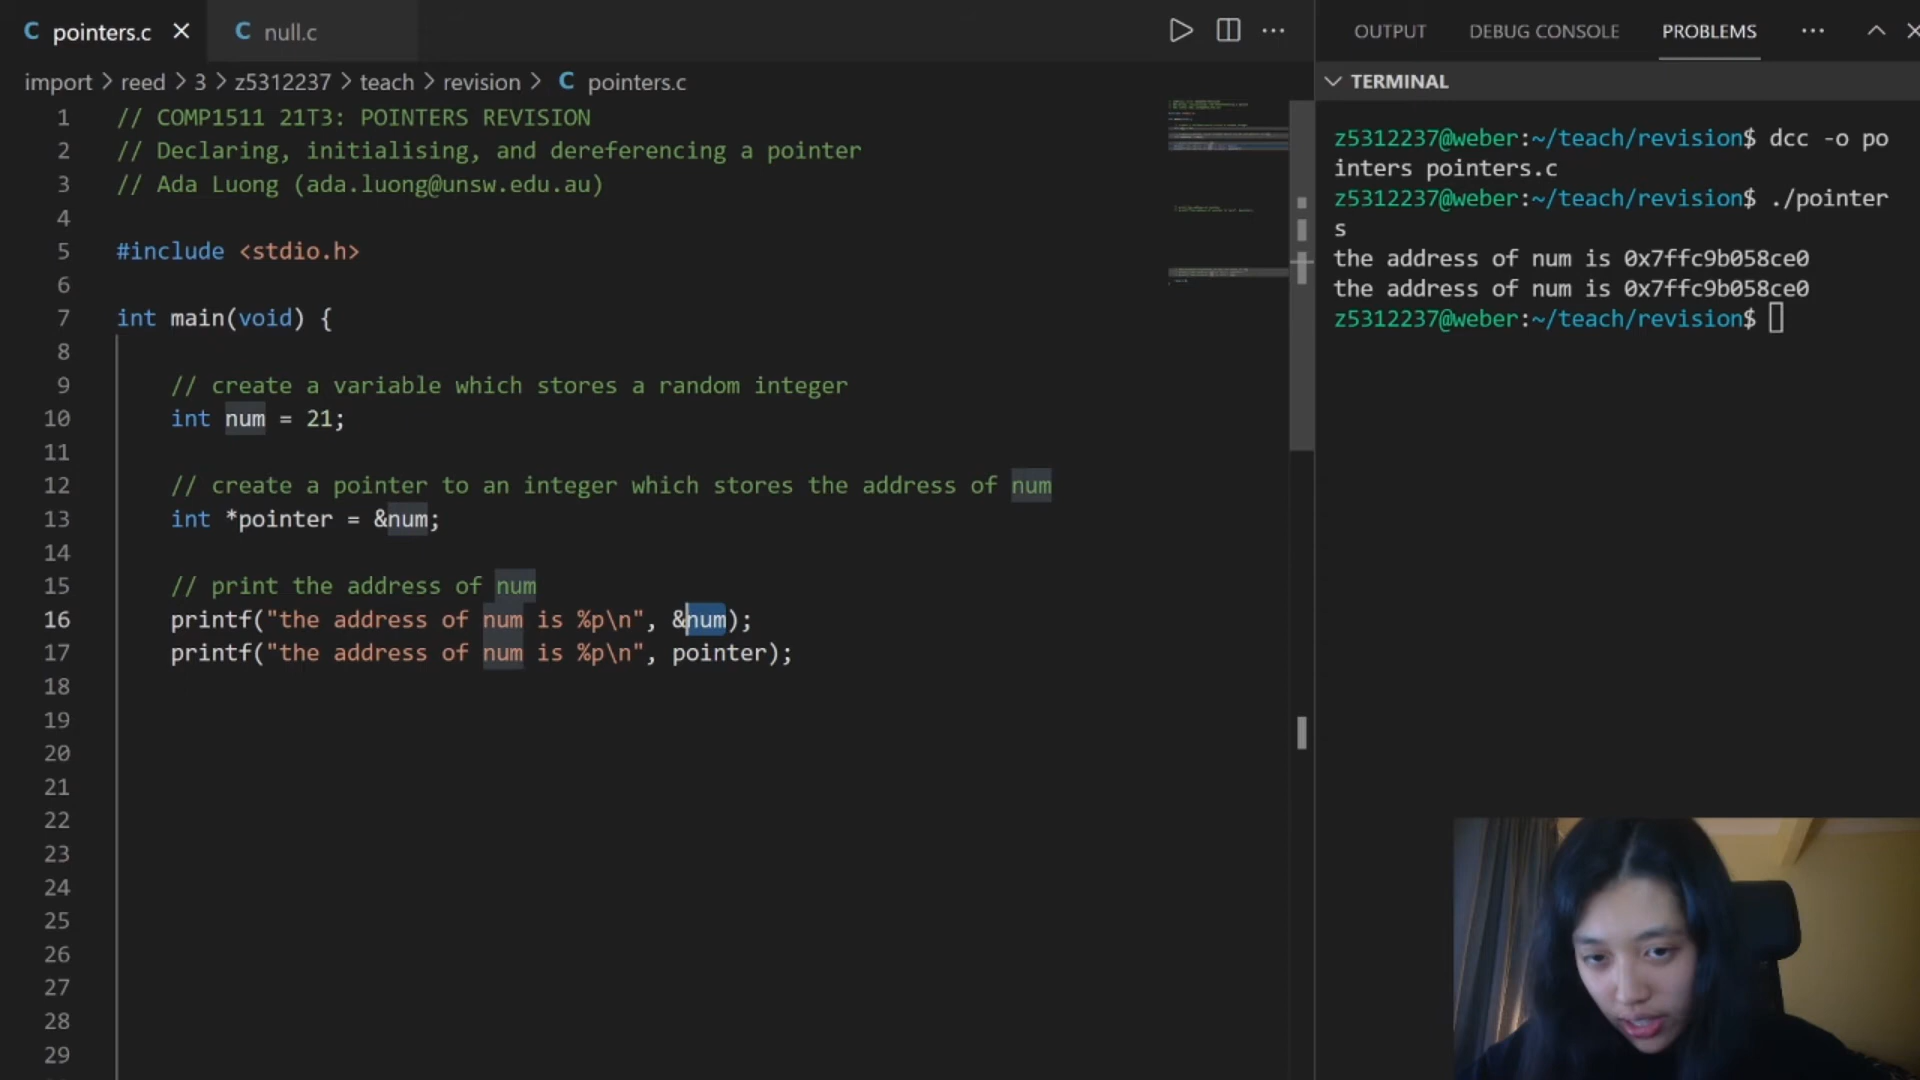 pointers.c
null.c
import > reed > 3 > z5312237 > teach > revision > C pointers.c
1 // COMP1511 21T3: POINTERS REVISION
2 // Declaring, initialising, and dereferencing a pointer
3 // Ada Luong (ada.luong@unsw.edu.au)
4
5 #include <stdio.h>
6
7 int main(void) {
8
9 // create a variable which stores a random integer
10 int num = 21;
11
12 // create a pointer to an integer which stores the address of num
13 int *pointer = &num;
14
15 // print the address of num
16 printf("the address of num is %p\n", &num);
17 printf("the address of num is %p\n", pointer);
18
19
20
21
22
23
24
25
26
27
28
29
OUTPUT DEBUG CONSOLE PROBLEMS
TERMINAL
z5312237@weber:~/teach/revision$ dcc -o po
inters pointers.c
z5312237@weber:~/teach/revision$ ./pointer
s
the address of num is 0x7ffc9b058ce0
the address of num is 0x7ffc9b058ce0
z5312237@weber:~/teach/revision$